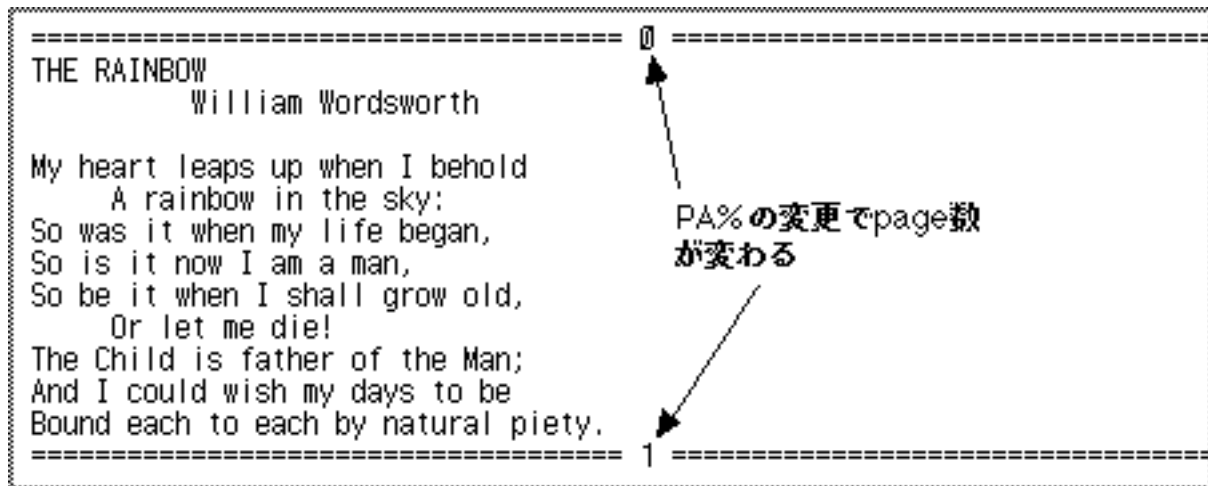 ===================================== 0 ==================================
THE RAINBOW
          William Wordsworth

My heart leaps up when I behold
     A rainbow in the sky:
So was it when my life began,
So is it now I am a man,
So be it when I shall grow old,
     Or let me die!
The Child is father of the Man;
And I could wish my days to be
Bound each to each by natural piety.
===================================== 1 ==================================
PA%の変更でpage数
が変わる